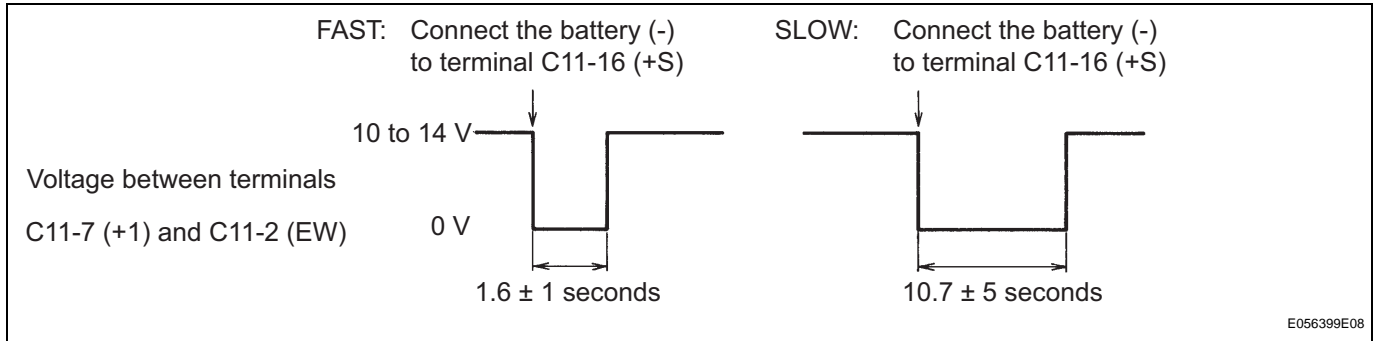 FAST: Connect the battery (-)
to terminal C11-16 (+S)
SLOW: Connect the battery (-)
to terminal C11-16 (+S)
10 to 14 V
Voltage between terminals
C11-7 (+1) and C11-2 (EW)
0 V
1.6 ± 1 seconds
10.7 ± 5 seconds
E056399E08